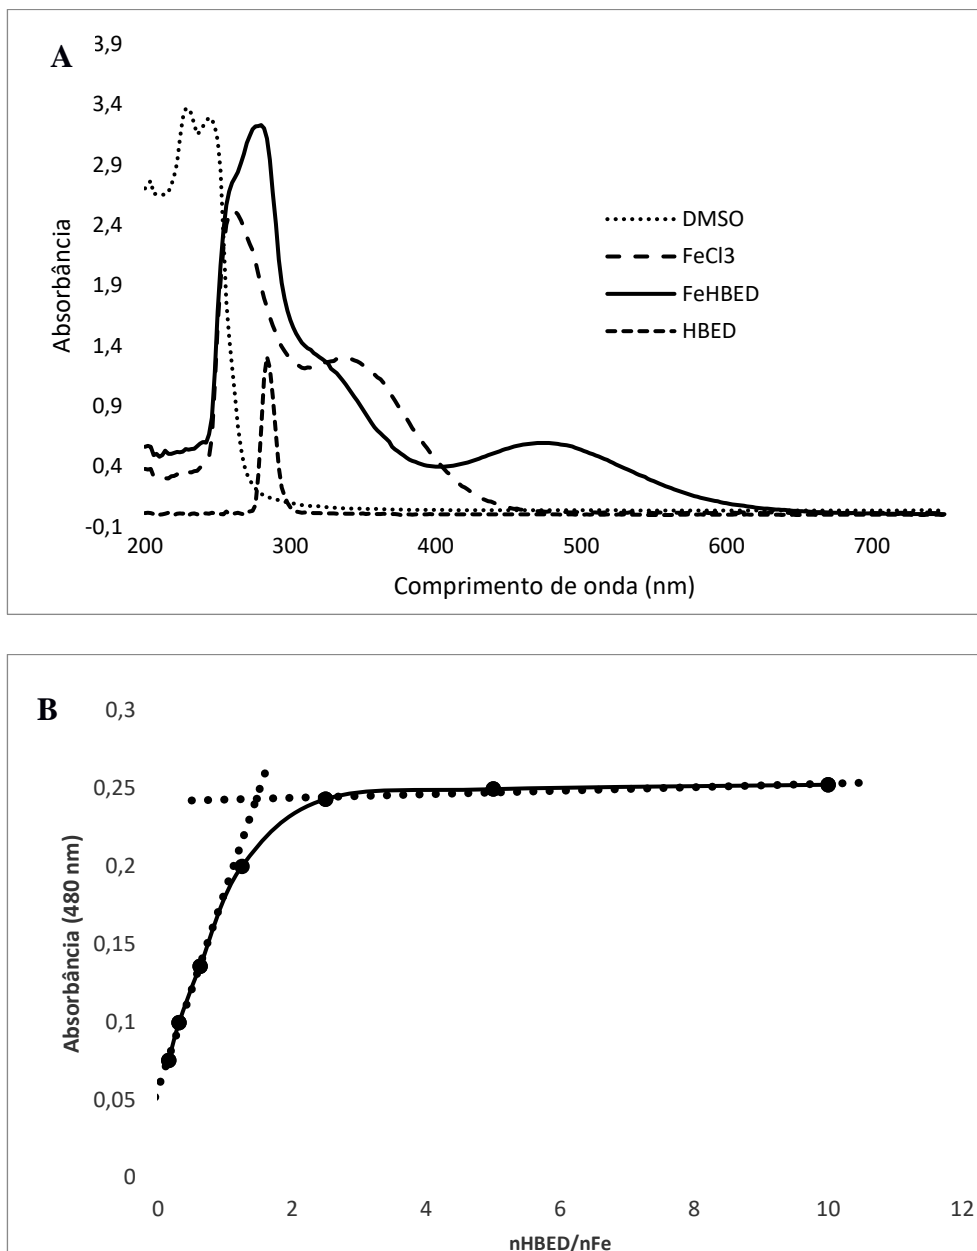 A
3,9
3,4
2,9
2,4
1,9
1,4
0,9
0,4
-0,1
Absorbância
DMSO
FeCl3
FeHBED
HBED
200 300 400 500 600 700
Comprimento de onda (nm)
B
0,3
0,25
0,2
0,15
0,1
0,05
0
Absorbância (480 nm)
0 2 4 6 8 10 12
nHBED/nFe